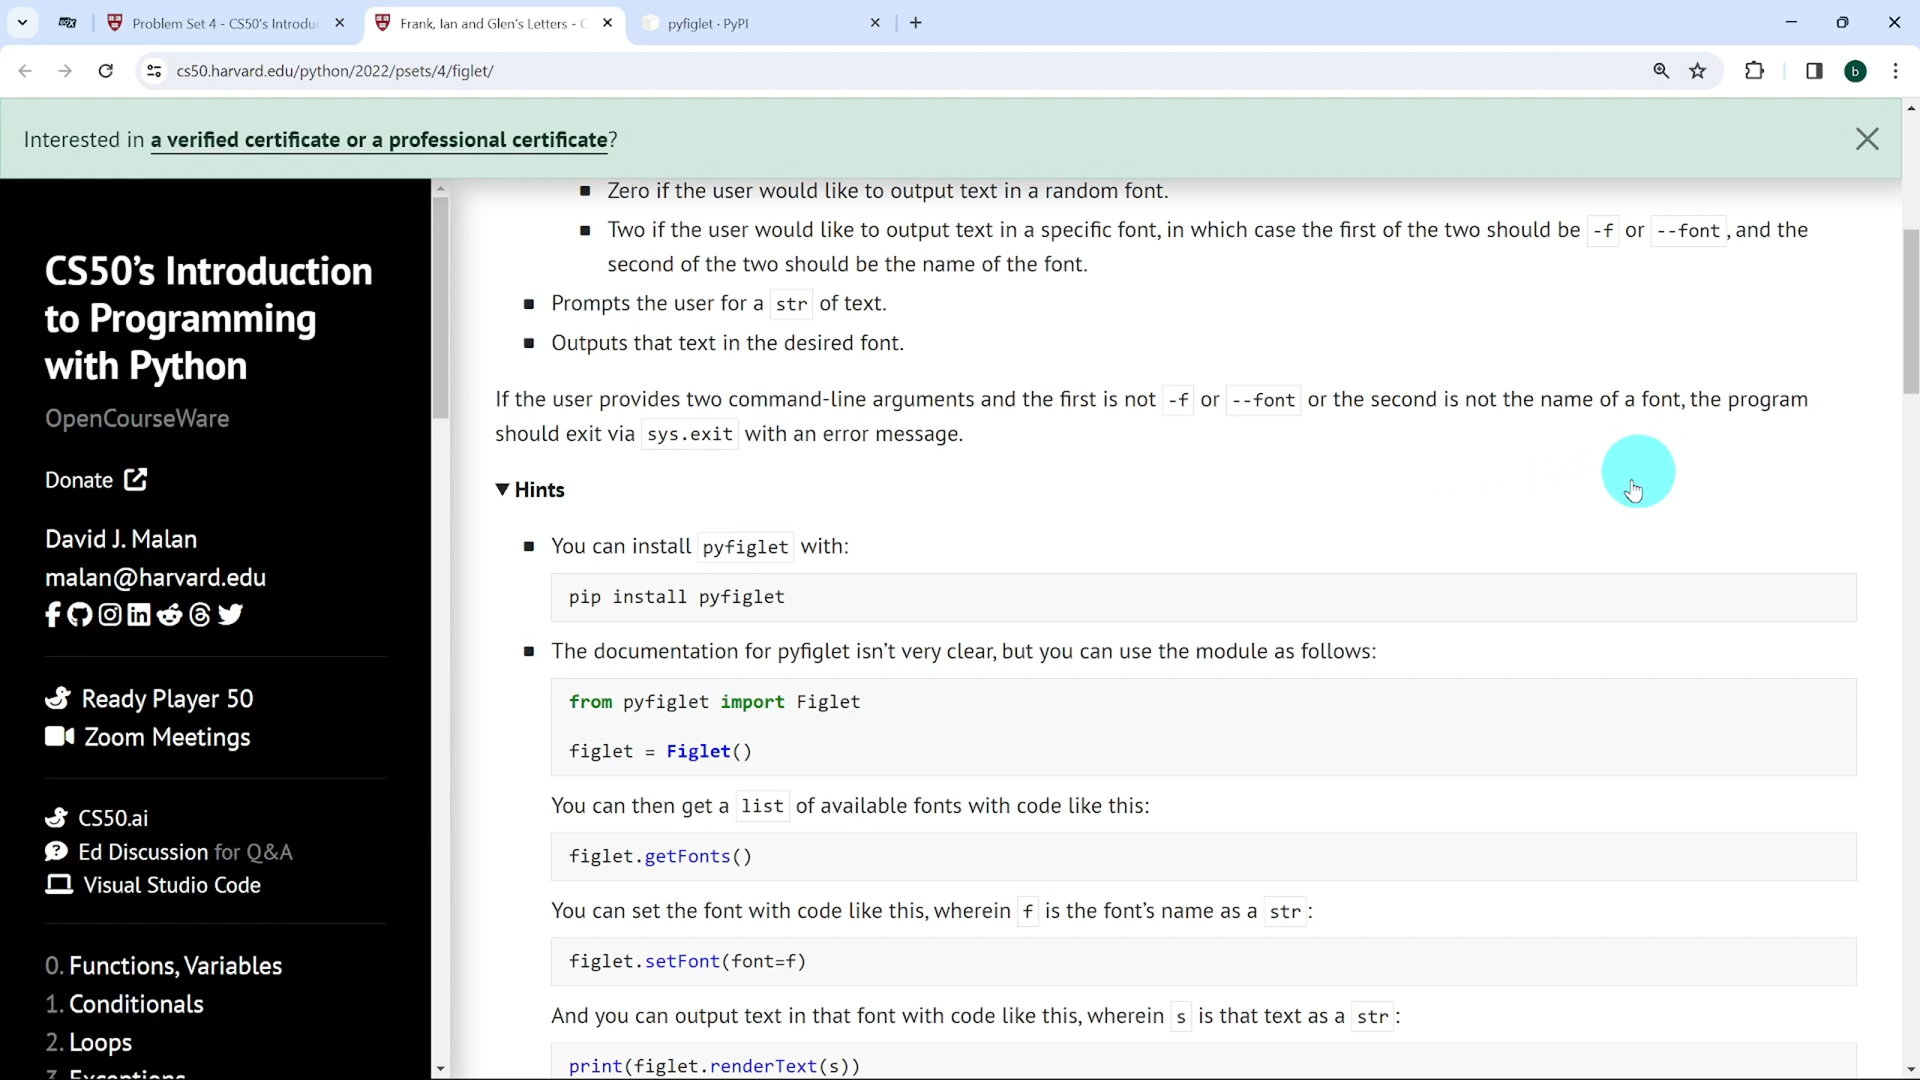 Problem Set 4 - CS50's Introduc
Frank, Ian and Glen's Letters - C
pyfiglet · PyPI
cs50.harvard.edu/python/2022/psets/4/figlet/
b
Interested in a verified certificate or a professional certificate?
CS50's Introduction
to Programming
with Python
OpenCourseWare
Donate
David J. Malan
malan@harvard.edu
Ready Player 50
Zoom Meetings
CS50.ai
Ed Discussion for Q&A
Visual Studio Code
0. Functions, Variables
1. Conditionals
2. Loops
3. Exceptions
Zero if the user would like to output text in a random font.
Two if the user would like to output text in a specific font, in which case the first of the two should be -f or --font, and the
second of the two should be the name of the font.
Prompts the user for a str of text.
Outputs that text in the desired font.
If the user provides two command-line arguments and the first is not -f or --font or the second is not the name of a font, the program
should exit via sys.exit with an error message.
▼ Hints
You can install pyfiglet with:
pip install pyfiglet
The documentation for pyfiglet isn't very clear, but you can use the module as follows:
from pyfiglet import Figlet
figlet = Figlet()
You can then get a list of available fonts with code like this:
figlet.getFonts()
You can set the font with code like this, wherein f is the font's name as a str:
figlet.setFont(font=f)
And you can output text in that font with code like this, wherein s is that text as a str:
print(figlet.renderText(s))